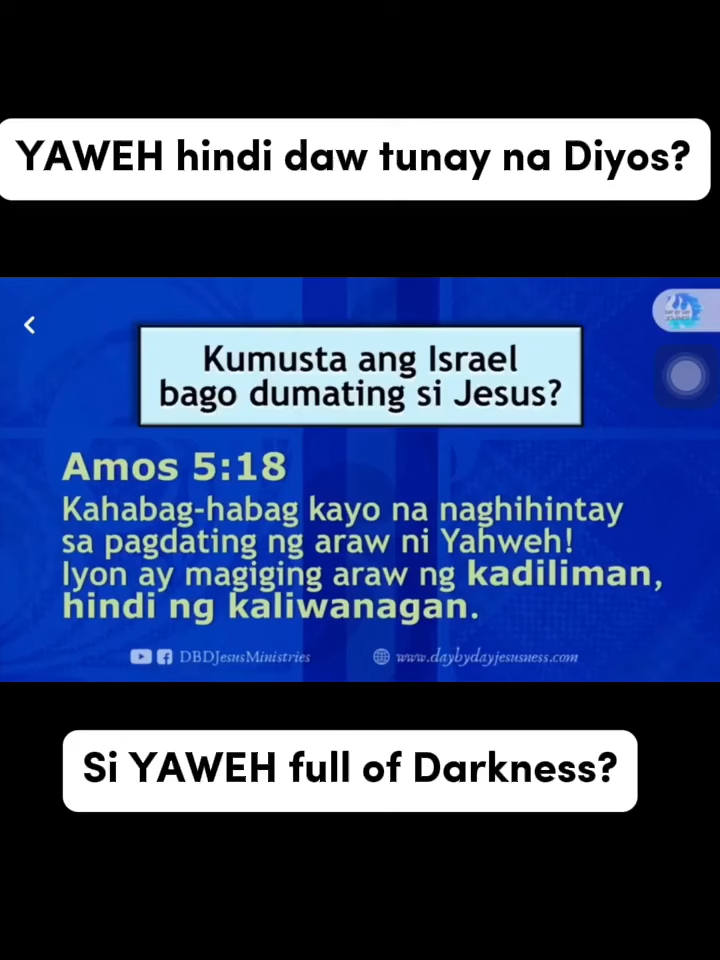 YAWEH hindi daw tunay na Diyos?
Kumusta ang Israel
bago dumating si Jesus?
Amos 5:18
Kahabag-habag kayo na naghihintay
sa pagdating ng araw ni Yahweh!
Iyon ay magiging araw ng kadiliman,
hindi ng kaliwanagan.
DBDJesusMinistries
www.daybydayjesusness.com
Si YAWEH full of Darkness?